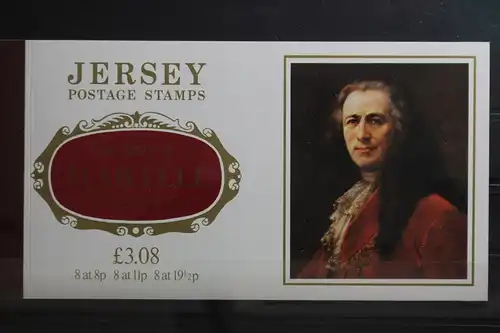 JERSEY
POSTAGE STAMPS
£3.08
8 at 8p 8 at 11p 8 at 19½p